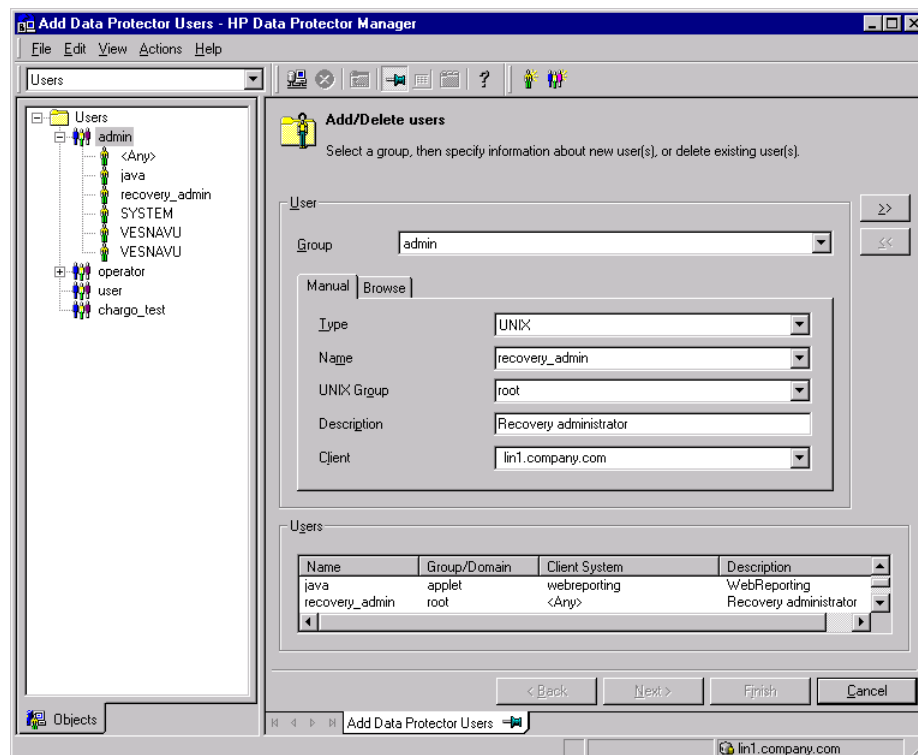 Add Data Protector Users - HP Data Protector Manager
File Edit View Actions Help
Users
Users
admin
<Any>
java
recovery_admin
SYSTEM
VESNAVU
VESNAVU
operator
user
chargo_test
Objects
Add/Delete users
Select a group, then specify information about new user(s), or delete existing user(s).
User
>>
<<
Group admin
Manual Browse
Type UNIX
Name recovery_admin
UNIX Group root
Description Recovery administrator
Client lin1.company.com
Users
Name Group/Domain Client System Description
java applet webreporting WebReporting
recovery_admin root <Any> Recovery administrator
< Back Next > Finish Cancel
Add Data Protector Users
lin1.company.com